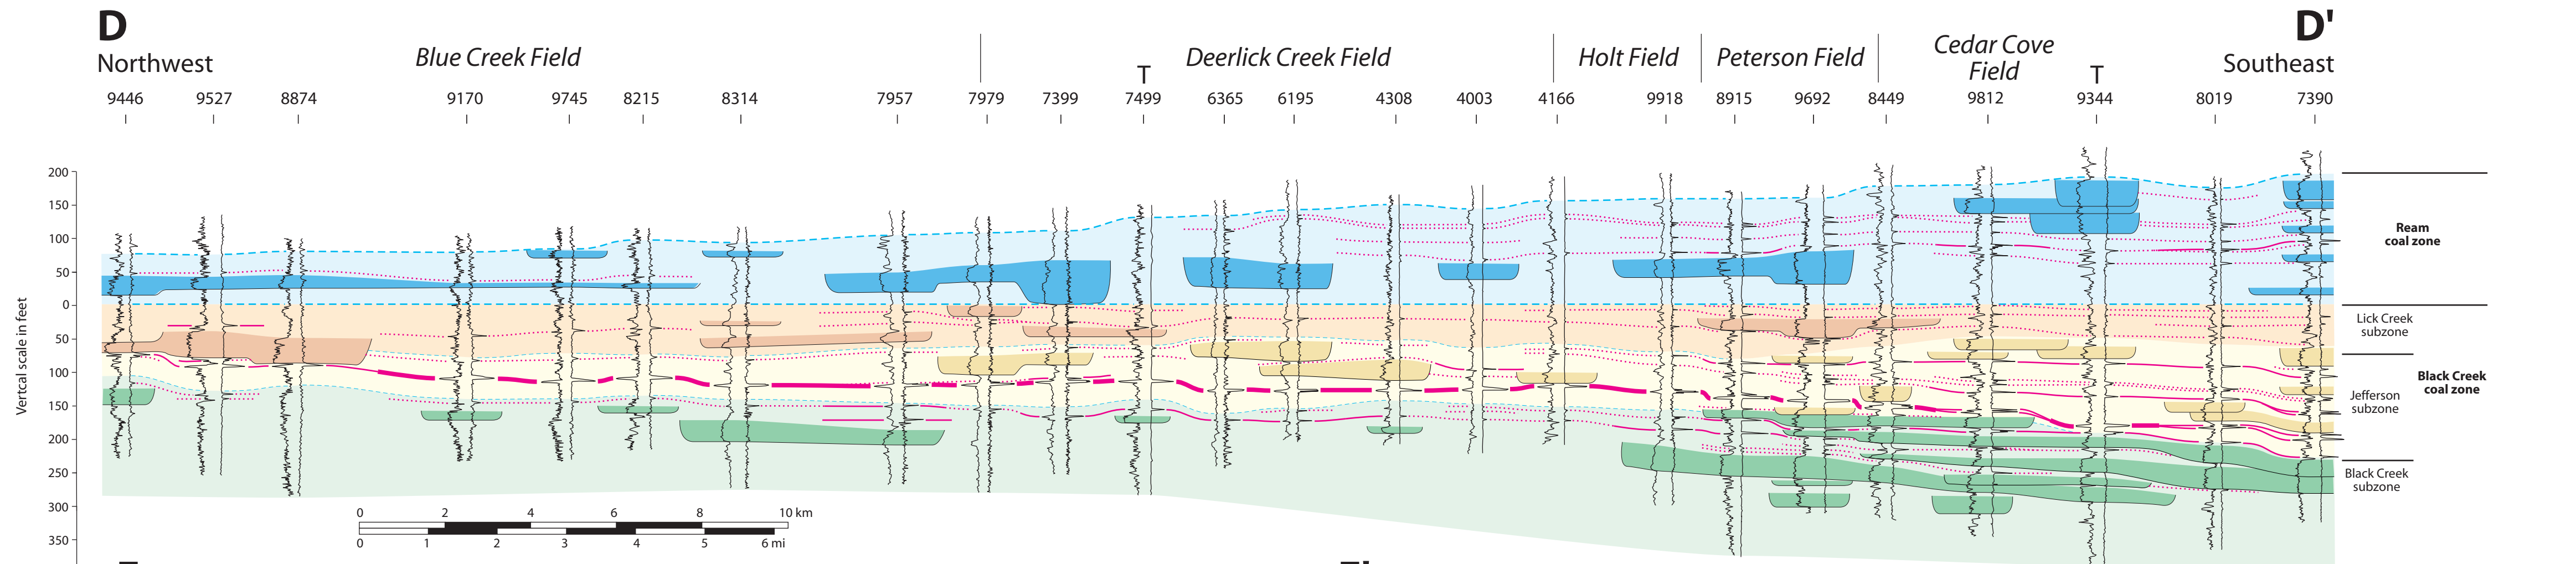 D D'
Northwest Blue Creek Field Deerlick Creek Field Holt Field Peterson Field Cedar Cove
Field Southeast
T T
9446 9527 8874 9170 9745 8215 8314 7957 7979 7399 7499 6365 6195 4308 4003 4166 9918 8915 9692 8449 9812 9344 8019 7390
Vertcal scale in feet
200
150
100
50
0
50
100
150
200
250
300
350
Ream
coal zone
Lick Creek
subzone
Black Creek
coal zone
Jefferson
subzone
Black Creek
subzone
0 2 4 6 8 10 km
0 1 2 3 4 5 6 mi